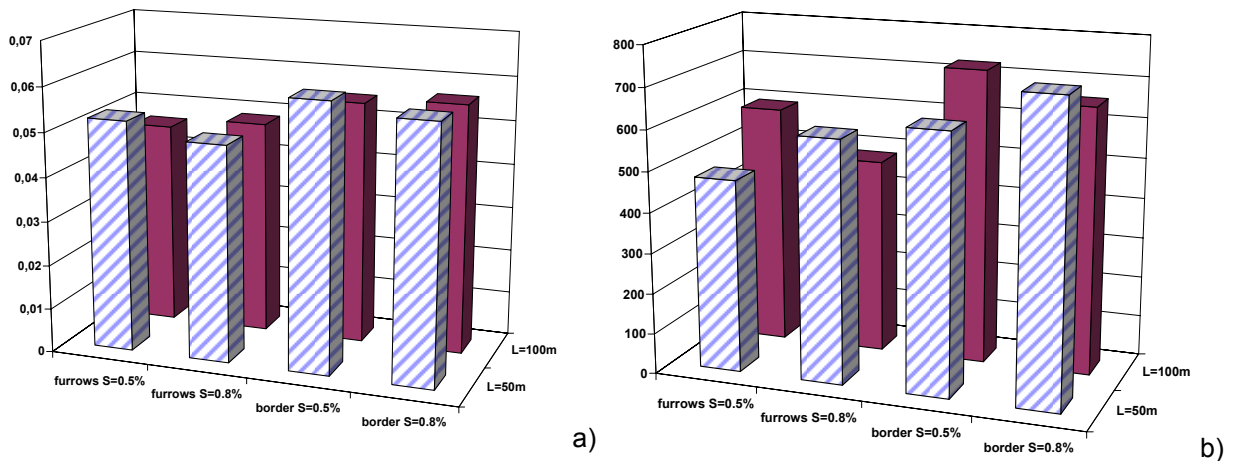 0,07
0,06
0,05
0,04
0,03
0,02
0,01
0
furrows S=0.5%
furrows S=0.8%
border S=0.5%
border S=0.8%
L=50m
L=100m
a)
800
700
600
500
400
300
200
100
0
furrows S=0.5%
furrows S=0.8%
border S=0.5%
border S=0.8%
L=50m
L=100m
b)